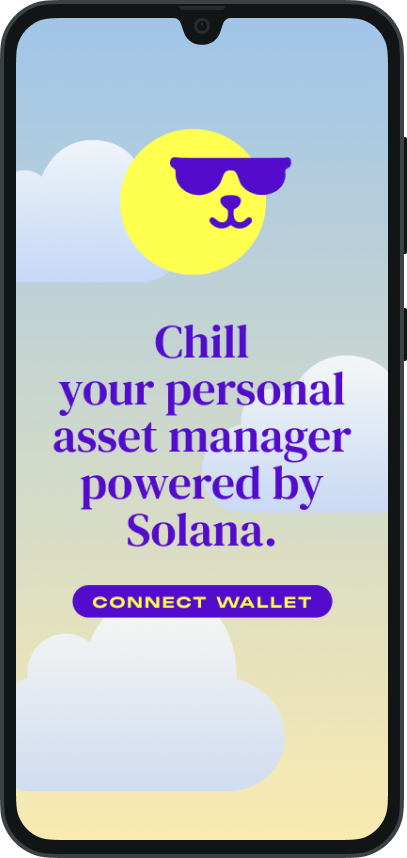 Chill
your personal
asset manager
powered by
Solana.
CONNECT WALLET